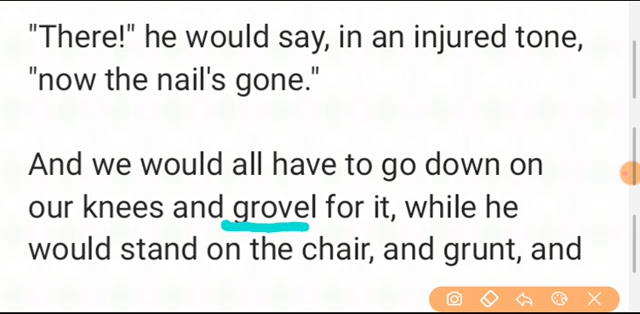 "There!" he would say, in an injured tone,
"now the nail's gone."
And we would all have to go down on
our knees and grovel for it, while he
would stand on the chair, and grunt, and